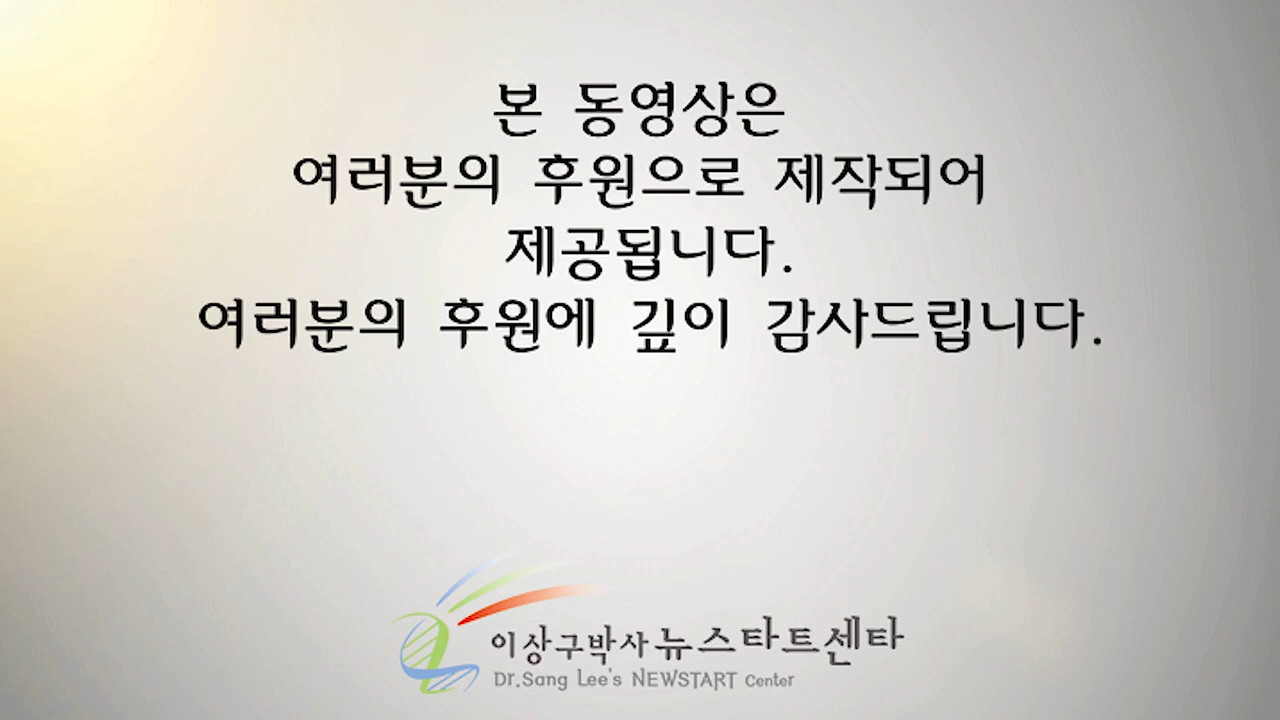 본 동영상은
여러분의 후원으로 제작되어
제공됩니다.
여러분의 후원에 깊이 감사드립니다.
이상구박사 뉴스타트센타
Dr.Sang Lee's NEWSTART Center